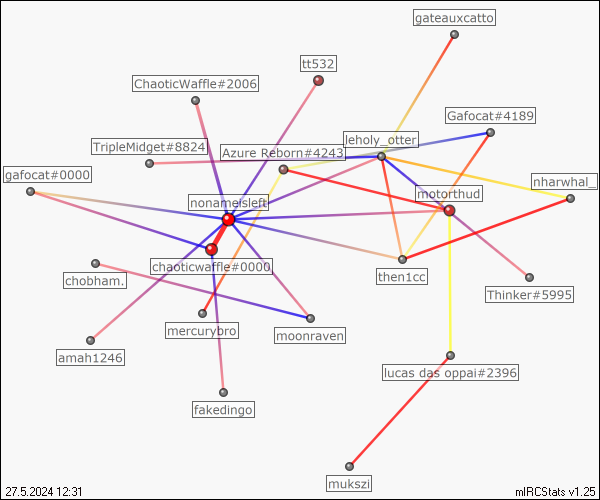 gateauxcatto
tt532
ChaoticWaffle#2006
Gafocat#4189
leholy_otter
TripleMidget#8824
Azure Reborn#4243
gafocat#0000
nharwhal_
motorthud
nonameisleft
chaoticwaffle#0000
then1cc
chobham.
Thinker#5995
mercurybro
moonraven
amah1246
lucas das oppai#2396
fakedingo
mukszi
27.5.2024 12:31
mIRCStats v1.25